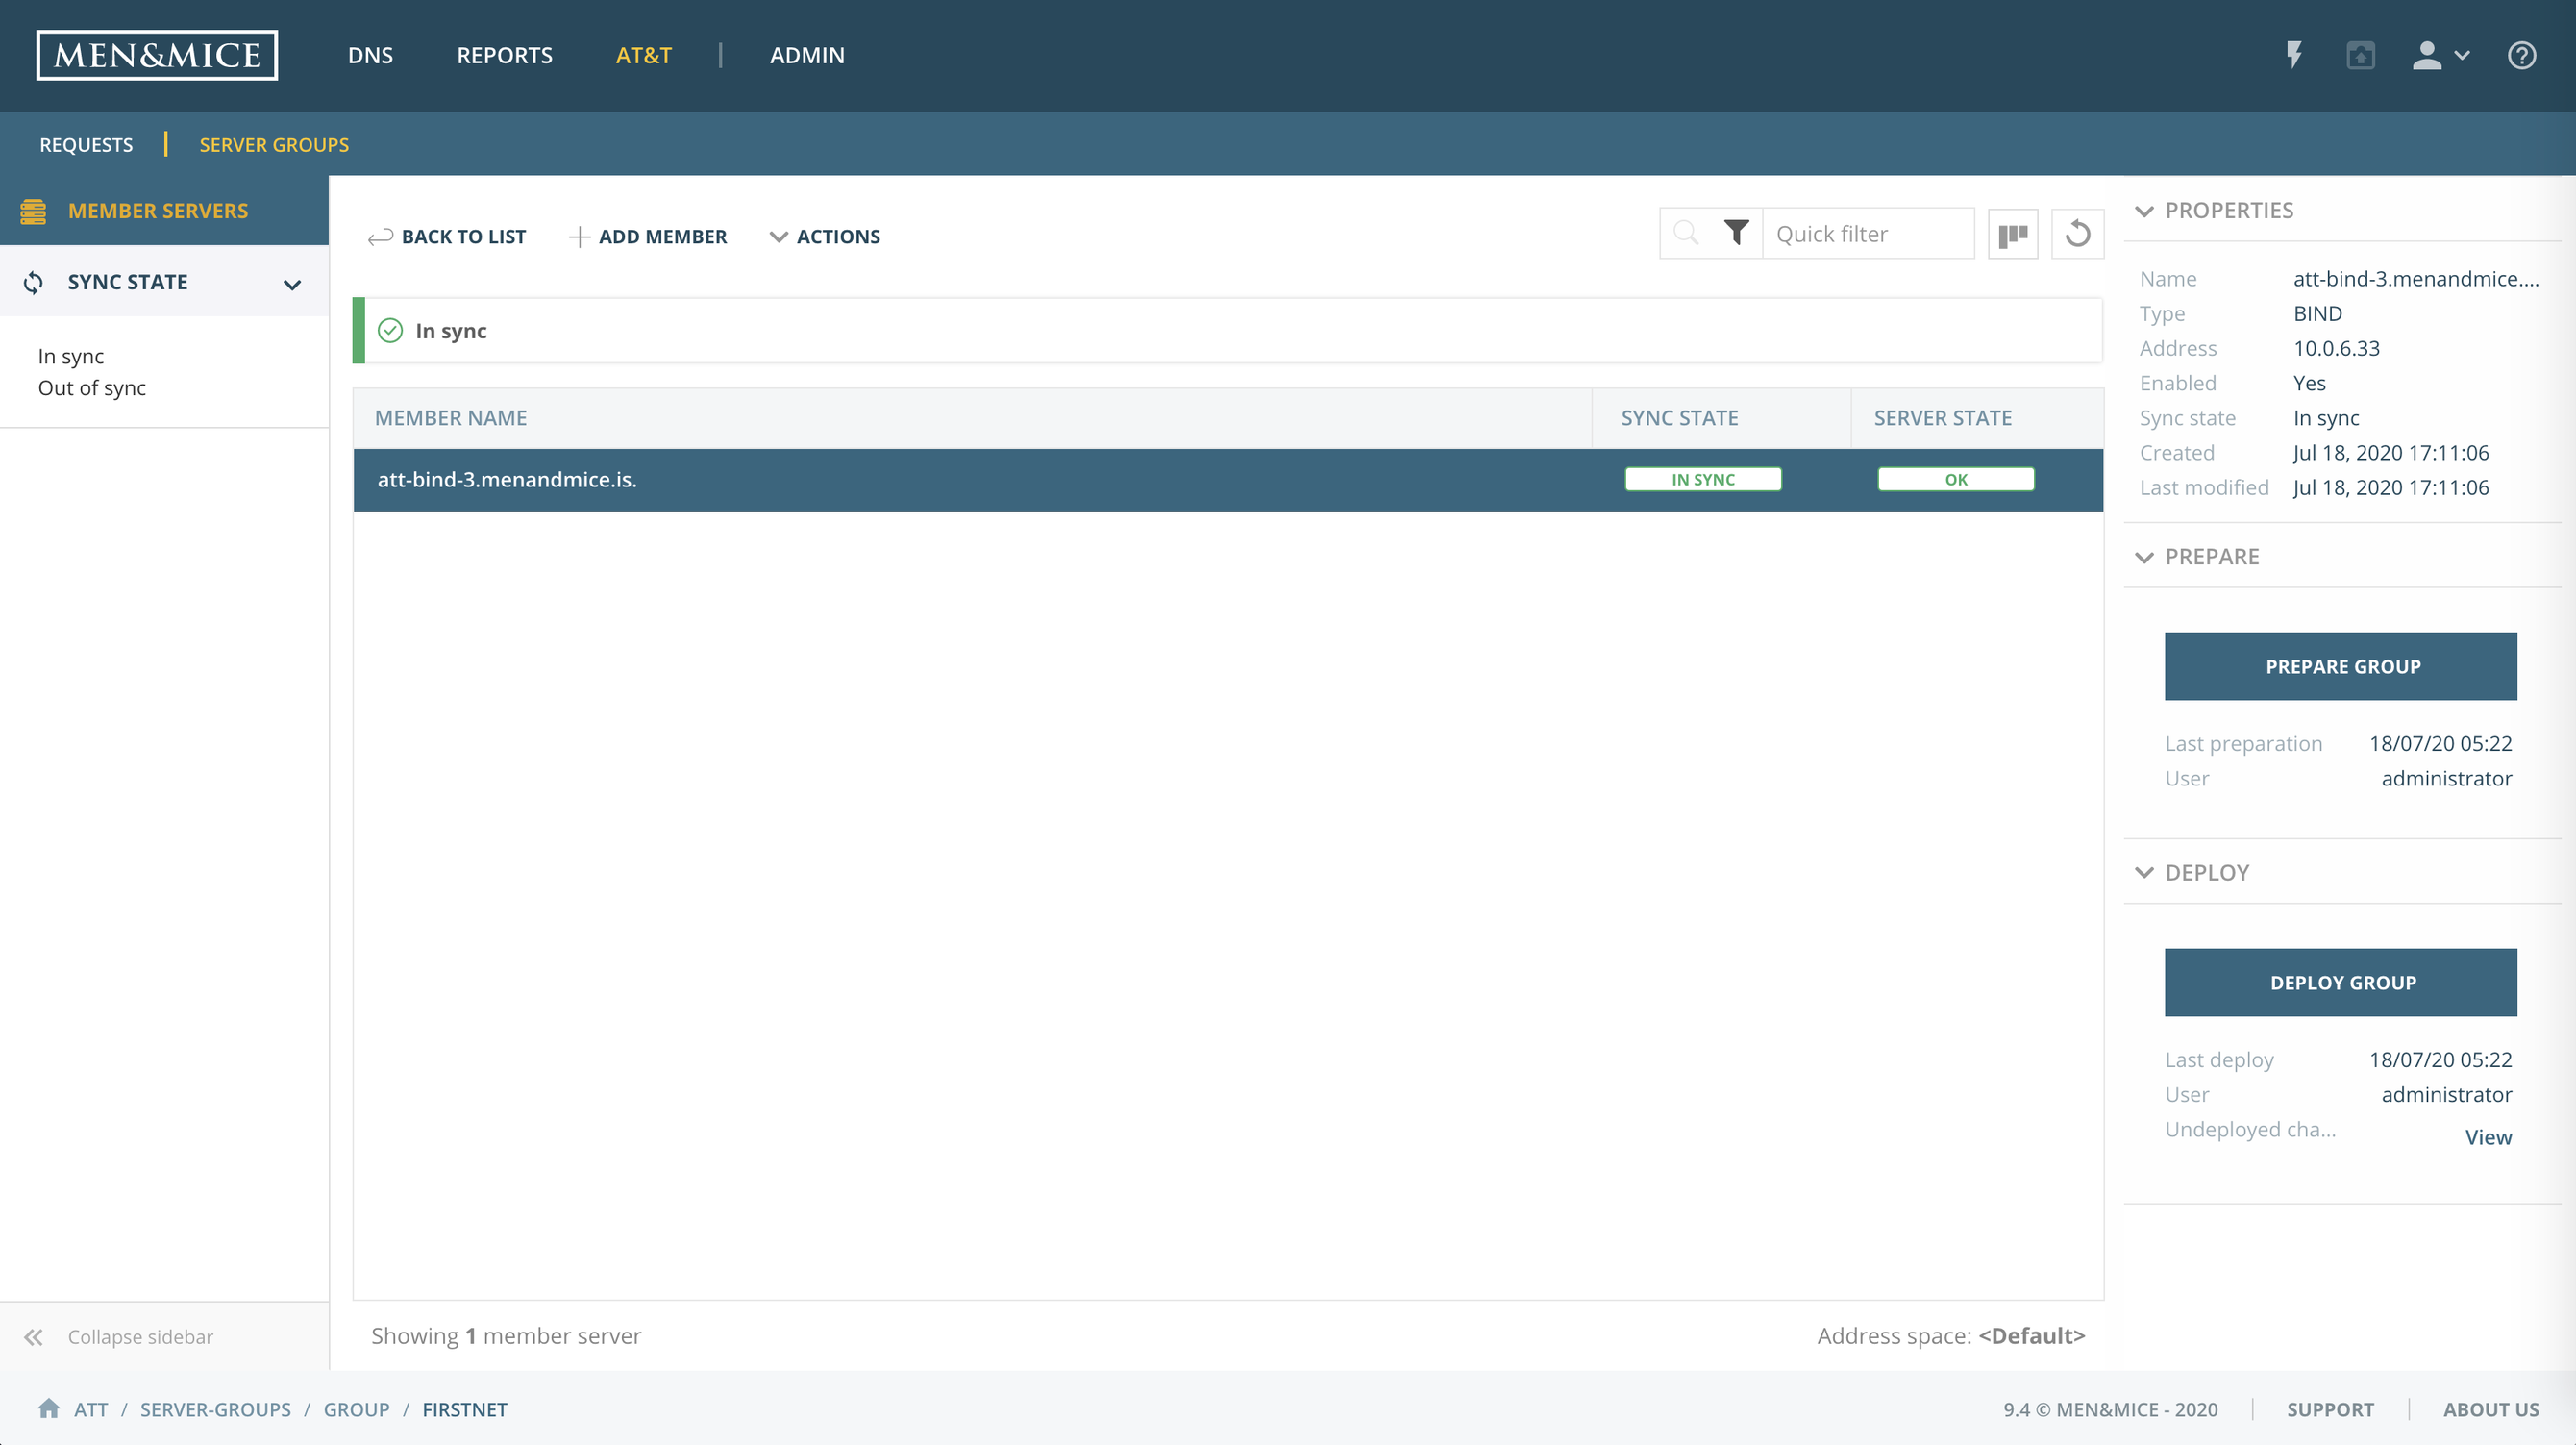 MEN&MICE
DNS REPORTS AT&T | ADMIN
REQUESTS | SERVER GROUPS
MEMBER SERVERS
SYNC STATE
In sync
Out of sync
Collapse sidebar
BACK TO LIST ADD MEMBER ACTIONS
Quick filter
In sync
MEMBER NAME SYNC STATE SERVER STATE
att-bind-3.menandmice.is. IN SYNC OK
Showing 1 member server
Address space: <Default>
PROPERTIES
Name att-bind-3.menandmice....
Type BIND
Address 10.0.6.33
Enabled Yes
Sync state In sync
Created Jul 18, 2020 17:11:06
Last modified Jul 18, 2020 17:11:06
PREPARE
PREPARE GROUP
Last preparation 18/07/20 05:22
User administrator
DEPLOY
DEPLOY GROUP
Last deploy 18/07/20 05:22
User administrator
Undeployed cha... View
ATT / SERVER-GROUPS / GROUP / FIRSTNET
9.4 © MEN&MICE - 2020 | SUPPORT | ABOUT US